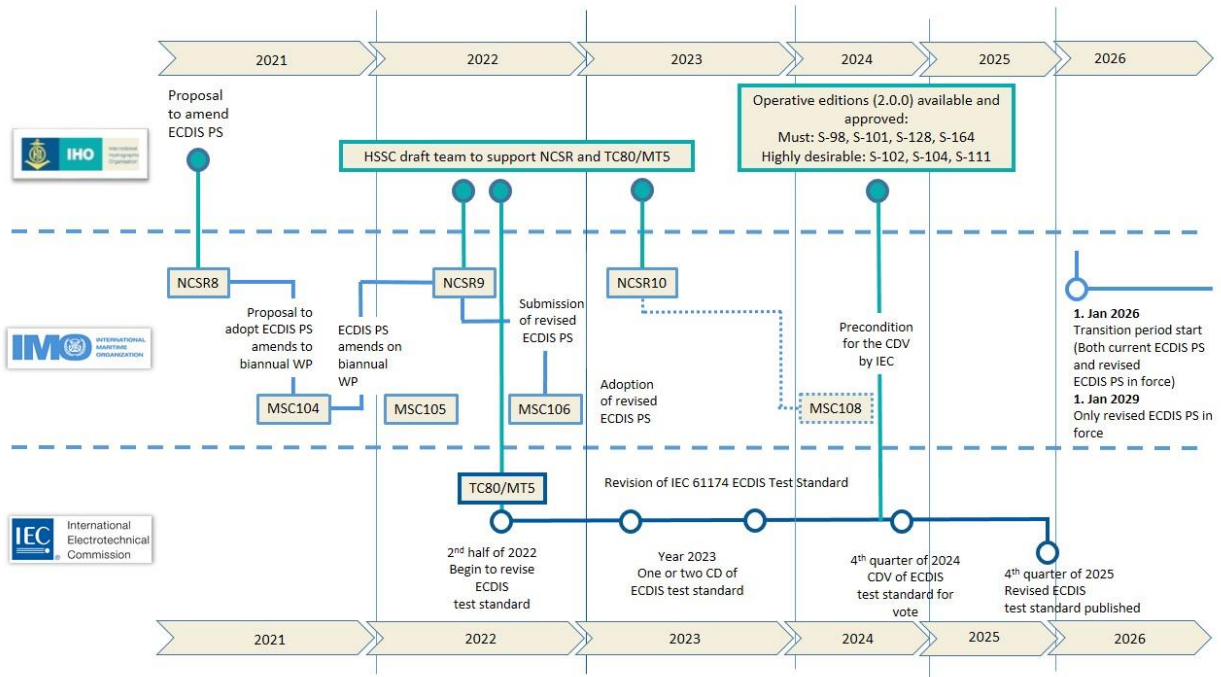 2021
2022
2023
2024
2025
2026
Proposal
to amend
ECDIS PS
IHO
International
Hydrographic
Organization
HSSC draft team to support NCSR and TC80/MT5
Operative editions (2.0.0) available and
approved:
Must: S-98, S-101, S-128, S-164
Highly desirable: S-102, S-104, S-111
NCSR8
NCSR9
NCSR10
IMO
INTERNATIONAL
MARITIME
ORGANIZATION
Proposal to
adopt ECDIS PS
amends to
biannual WP
ECDIS PS
amends on
biannual
WP
Submission
of revised
ECDIS PS
Adoption
of revised
ECDIS PS
Precondition
for the CDV
by IEC
1. Jan 2026
Transition period start
(Both current ECDIS PS
and revised
ECDIS PS in force)
1. Jan 2029
Only revised ECDIS PS in
force
MSC104
MSC105
MSC106
MSC108
TC80/MT5
Revision of IEC 61174 ECDIS Test Standard
IEC
®
International
Electrotechnical
Commission
2nd half of 2022
Begin to revise
ECDIS
test standard
Year 2023
One or two CD of
ECDIS test standard
4th quarter of 2024
CDV of ECDIS
test standard for
vote
4th quarter of 2025
Revised ECDIS
test standard published
2021
2022
2023
2024
2025
2026